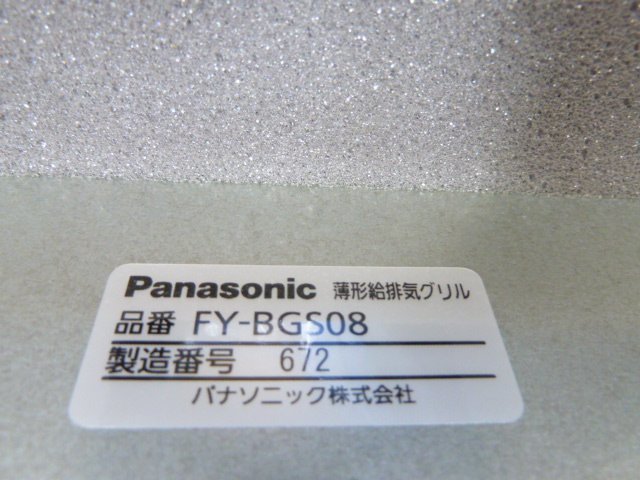 Panasonic 薄形給排気グリル
品番 FY-BGS08
製造番号 672
パナソニック株式会社